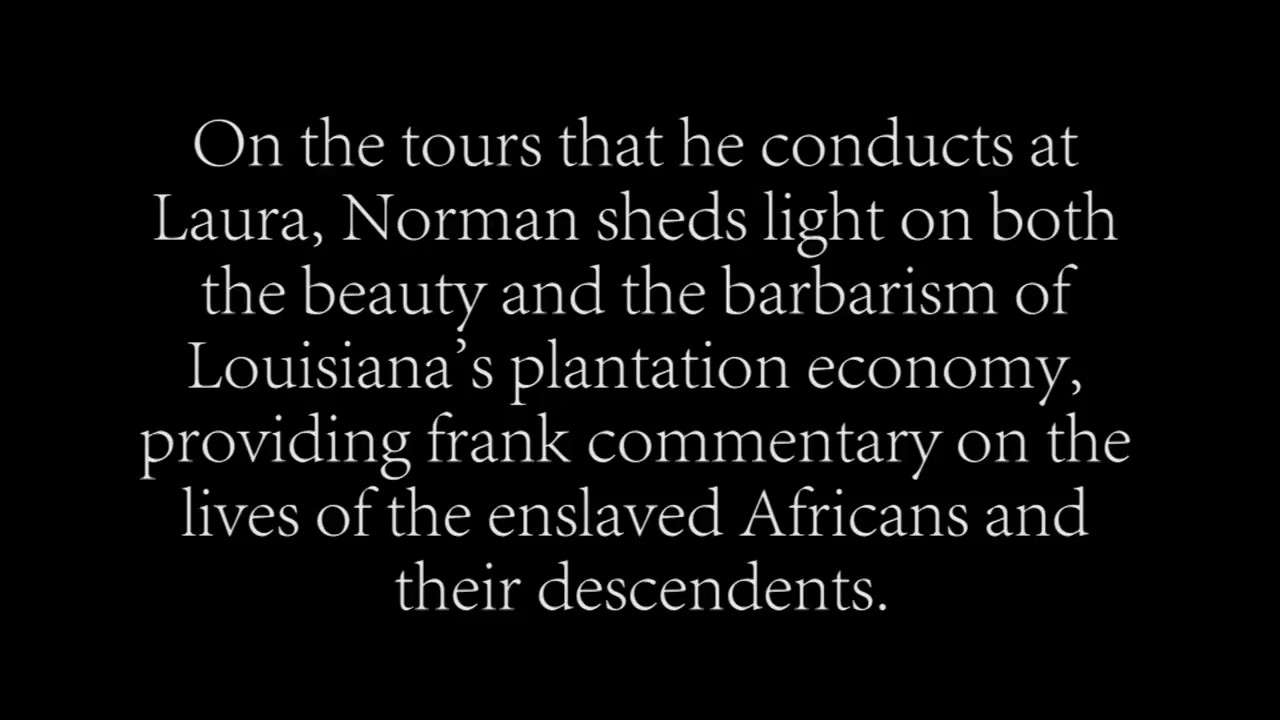 On the tours that he conducts at
Laura, Norman sheds light on both
the beauty and the barbarism of
Louisiana’s plantation economy,
providing frank commentary on the
lives of the enslaved Africans and
their descendents.